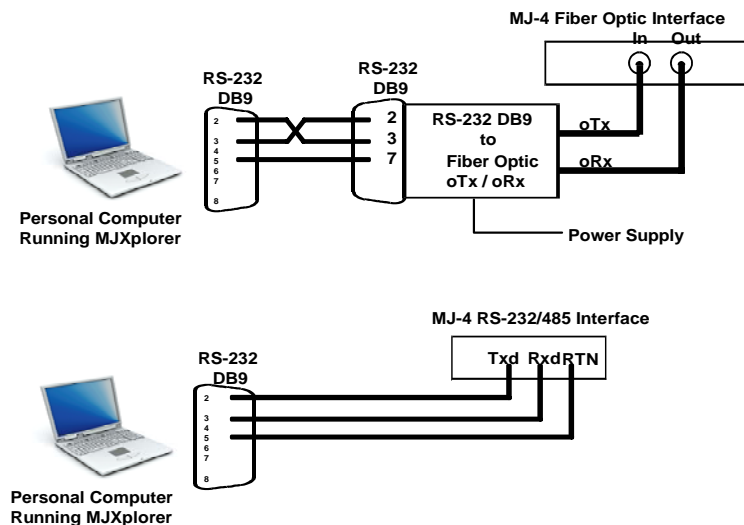 MJ-4 Fiber Optic Interface
In Out
RS-232
DB9
RS-232
DB9
2
3
4
5
6
7
8
2
3
7
RS-232 DB9
to
Fiber Optic
oTx / oRx
oTx
oRx
Power Supply
Personal Computer
Running MJXplorer
MJ-4 RS-232/485 Interface
Txd Rxd RTN
RS-232
DB9
2
3
4
5
6
7
8
Personal Computer
Running MJXplorer